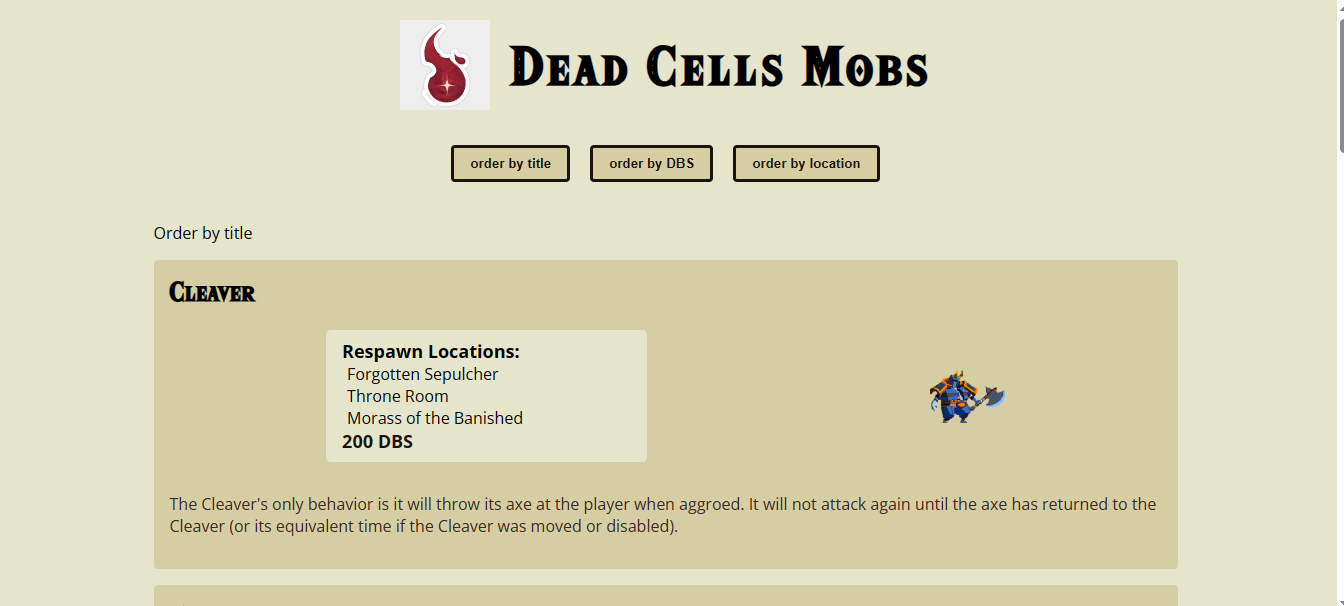 Dead Cells Mobs
order by title order by DBS order by location
Order by title
Cleaver
Respawn Locations:
Forgotten Sepulcher
Throne Room
Morass of the Banished
200 DBS
The Cleaver's only behavior is it will throw its axe at the player when aggroed. It will not attack again until the axe has returned to the
Cleaver (or its equivalent time if the Cleaver was moved or disabled).